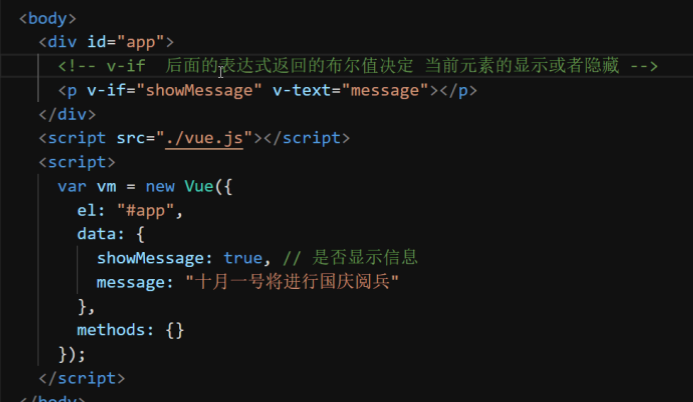 <body>
<div id="app">
<!-- v-if  后面的表达式返回的布尔值决定 当前元素的显示或者隐藏 -->
<p v-if="showMessage" v-text="message"></p>
</div>
<script src="./vue.js"></script>
<script>
var vm = new Vue({
el: "#app",
data: {
showMessage: true, // 是否显示信息
message: "十月一号将进行国庆阅兵"
},
methods: {}
});
</script>
</body>